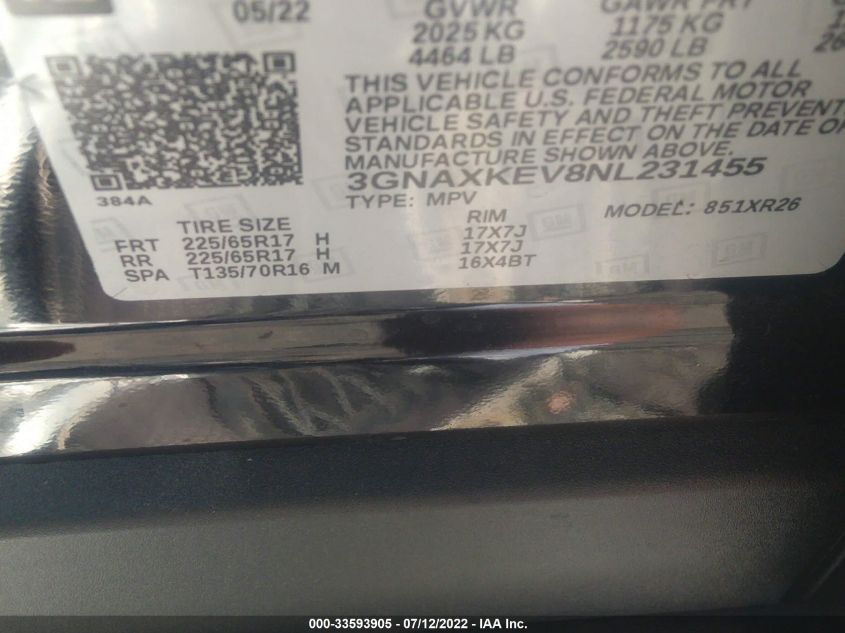 05/22 GVWR GAWR FRT
2025 KG 1175 KG
4464 LB 2590 LB
THIS VEHICLE CONFORMS TO ALL
APPLICABLE U.S. FEDERAL MOTOR
VEHICLE SAFETY AND THEFT PREVENT
STANDARDS IN EFFECT ON THE DATE OF
MANUFACTURE SHOWN ABOVE.
3GNAXKEV8NL231455
384A
TYPE: MPV MODEL: 851XR26
TIRE SIZE RIM
FRT 225/65R17 H 17X7J
RR 225/65R17 H 17X7J
SPA T135/70R16 M 16X4BT
000-33593905 - 07/12/2022 - IAA Inc.